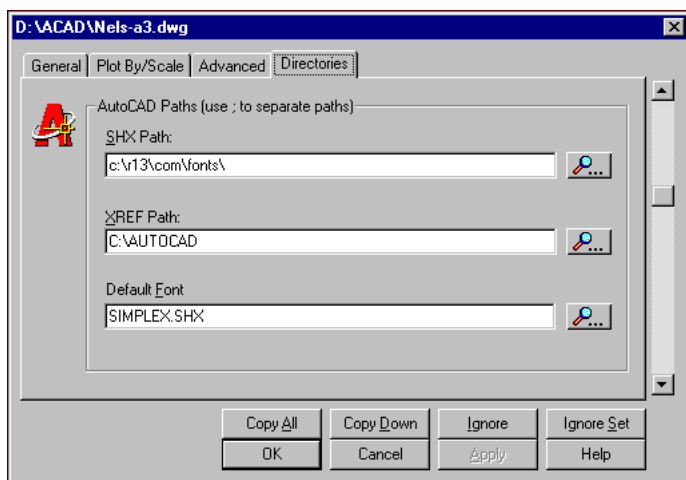 D:\ACAD\Nels-a3.dwg
General Plot By/Scale Advanced Directories
AutoCAD Paths (use ; to separate paths)
SHX Path:
c:\r13\com\fonts\
...
XREF Path:
C:\AUTOCAD
...
Default Font
SIMPLEX.SHX
...
Copy All Copy Down Ignore Ignore Set
OK Cancel Apply Help